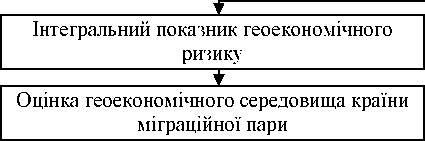 Інтегральний показник геоекономічного
ризику
Оцінка геоекономічного середовища країни
міграційної пари